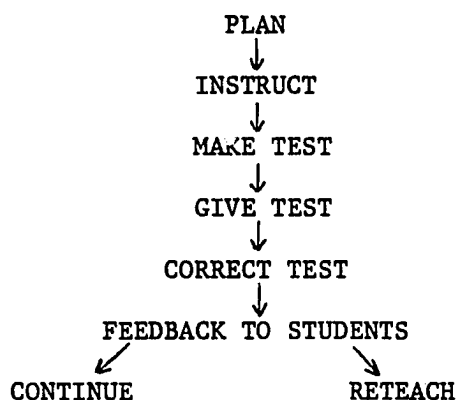 PLAN
INSTRUCT
MAKE TEST
GIVE TEST
CORRECT TEST
FEEDBACK TO STUDENTS
CONTINUE RETEACH